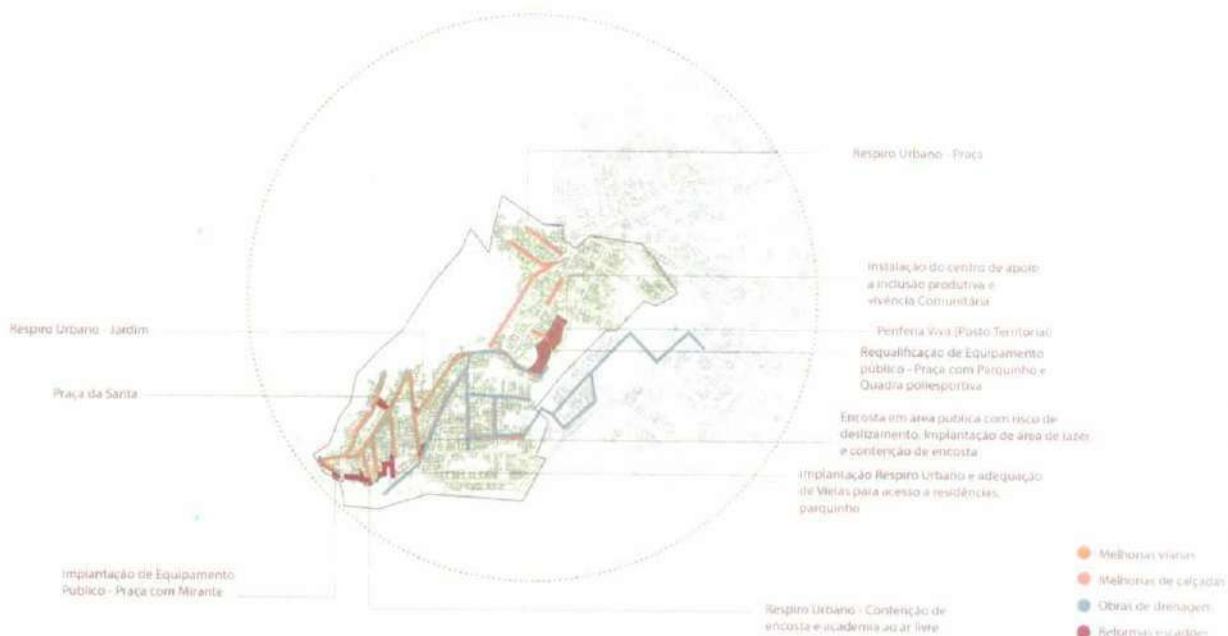 Respiro Urbano - Praça
Instalação do centro de apoio
a inclusão produtiva e
vivência Comunitária
Respiro Urbano - Jardim
Periferia Viva (Posto Territorial)
Requalificação de Equipamento
público - Praça com Parquinho e
Quadra poliesportiva
Praça da Santa
Encosta em área publica com risco de
deslizamento. Implantação de área de lazer
e contenção de encosta
Implantação Respiro Urbano e adequação
de Vielas para acesso a residências,
parquinho
Melhorias viárias
Implantação de Equipamento
Publico - Praça com Mirante
Melhorias de calçadas
Obras de drenagem
Respiro Urbano - Contenção de
encosta e academia ao ar livre
Reformas escadões